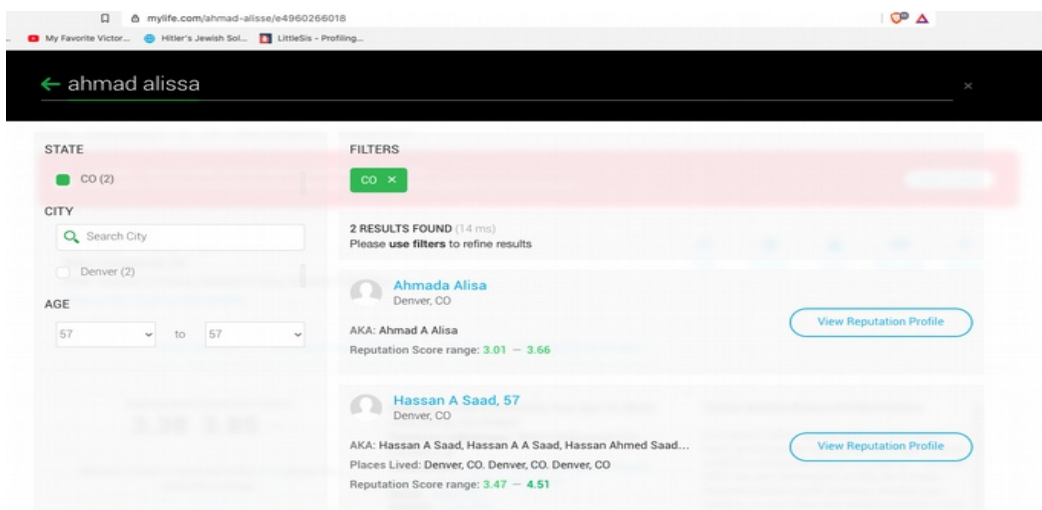 mylife.com/ahmad-alisse/e4960266018
My Favorite Victor... Hitler's Jewish Sol... LittleSis - Profiling...
← ahmad alissa ×
STATE
CO (2)
CITY
Search City
Denver (2)
AGE
57 to 57
FILTERS
CO ×
2 RESULTS FOUND (14 ms)
Please use filters to refine results
Ahmada Alisa
Denver, CO
AKA: Ahmad A Alisa
Reputation Score range: 3.01 — 3.66
View Reputation Profile
Hassan A Saad, 57
Denver, CO
AKA: Hassan A Saad, Hassan A A Saad, Hassan Ahmed Saad...
Places Lived: Denver, CO. Denver, CO. Denver, CO
Reputation Score range: 3.47 — 4.51
View Reputation Profile